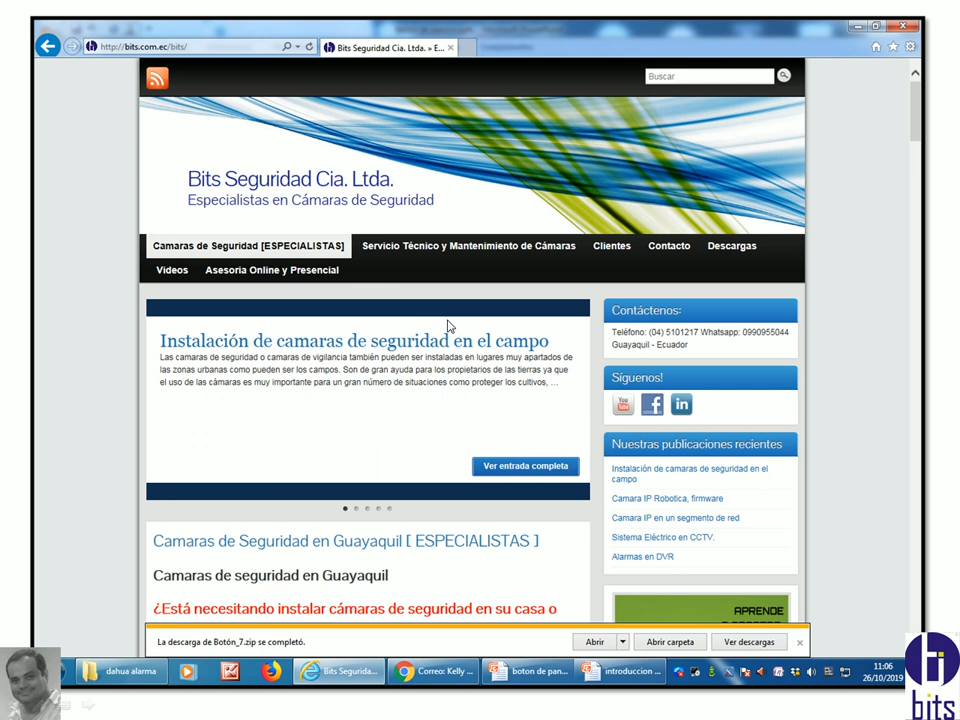 http://bits.com.ec/bits/
Bits Seguridad Cia. Ltda. » E...
Buscar
Bits Seguridad Cia. Ltda.
Especialistas en Cámaras de Seguridad
Camaras de Seguridad [ESPECIALISTAS]
Servicio Técnico y Mantenimiento de Cámaras
Clientes
Contacto
Descargas
Videos
Asesoria Online y Presencial
Instalación de camaras de seguridad en el campo
Las camaras de seguridad o camaras de vigilancia también pueden ser instaladas en lugares muy apartados de
las zonas urbanas como pueden ser los campos. Son de gran ayuda para los propietarios de las tierras ya que
el uso de las cámaras es muy importante para un gran número de situaciones como proteger los cultivos, …
Ver entrada completa
Contáctenos:
Teléfono: (04) 5101217 Whatsapp: 0990955044
Guayaquil - Ecuador
Síguenos!
You
Tube
Nuestras publicaciones recientes
Instalación de camaras de seguridad en el
campo
Camara IP Robotica, firmware
Camara IP en un segmento de red
Sistema Eléctrico en CCTV.
Alarmas en DVR
Camaras de Seguridad en Guayaquil [ ESPECIALISTAS ]
Camaras de seguridad en Guayaquil
¿Está necesitando instalar cámaras de seguridad en su casa o
APRENDE
La descarga de Botón_7.zip se completó.
Abrir
Abrir carpeta
Ver descargas
dahua alarma
Bits Segurida...
Correo: Kelly ...
boton de pan...
introduccion ...
11:06
26/10/2019
bits